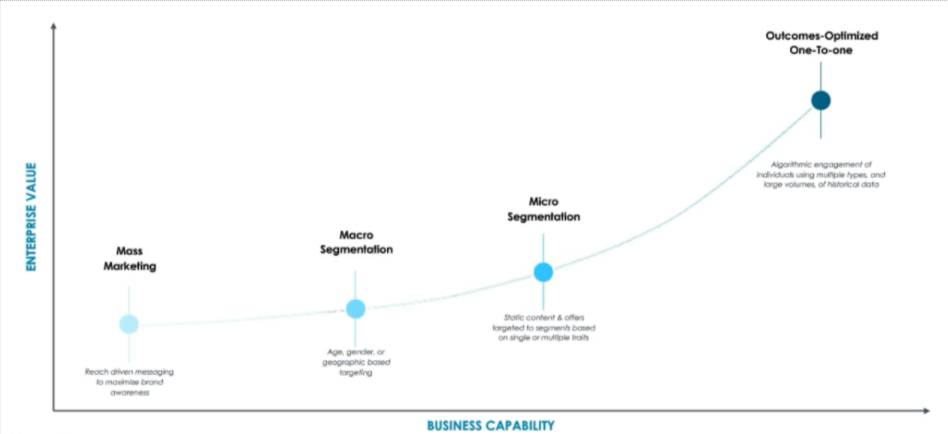 Outcomes-Optimized
One-To-one
Algorithmic engagement of
individuals using multiple types, and
large volumes, of historical data
Micro
Segmentation
Static content & offers
targeted to segments based
on single or multiple traits
Macro
Segmentation
Age, gender, or
geographic based
targeting
Mass
Marketing
Reach driven messaging
to maximise brand
awareness
ENTERPRISE VALUE
BUSINESS CAPABILITY